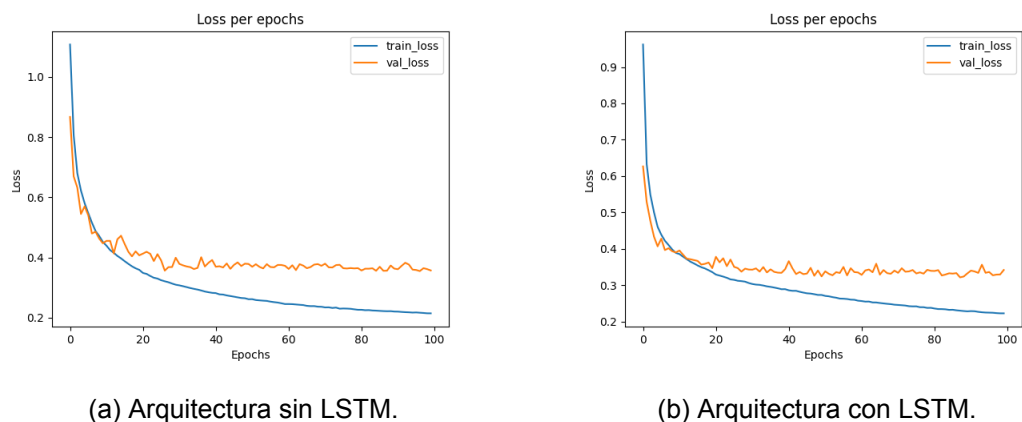 Loss per epochs
train_loss
val_loss
1.0
0.8
0.6
0.4
0.2
Loss
0
20
40
60
80
100
Epochs
(a) Arquitectura sin LSTM.
Loss per epochs
train_loss
val_loss
0.9
0.8
0.7
0.6
0.5
0.4
0.3
0.2
Loss
0
20
40
60
80
100
Epochs
(b) Arquitectura con LSTM.